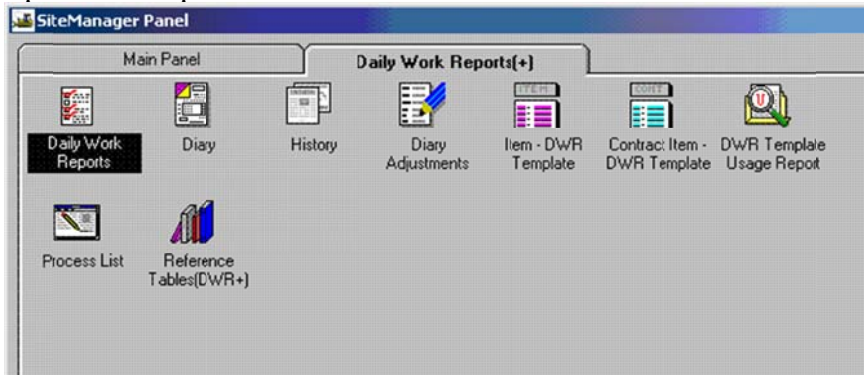 SiteManager Panel
Main Panel
Daily Work Reports(+)
Daily Work
Reports
Diary
History
Diary
Adjustments
ITEM
Item - DWR
Template
CONT
Contract Item -
DWR Template
U
DWR Template
Usage Report
Process List
Reference
Tables(DWR+)